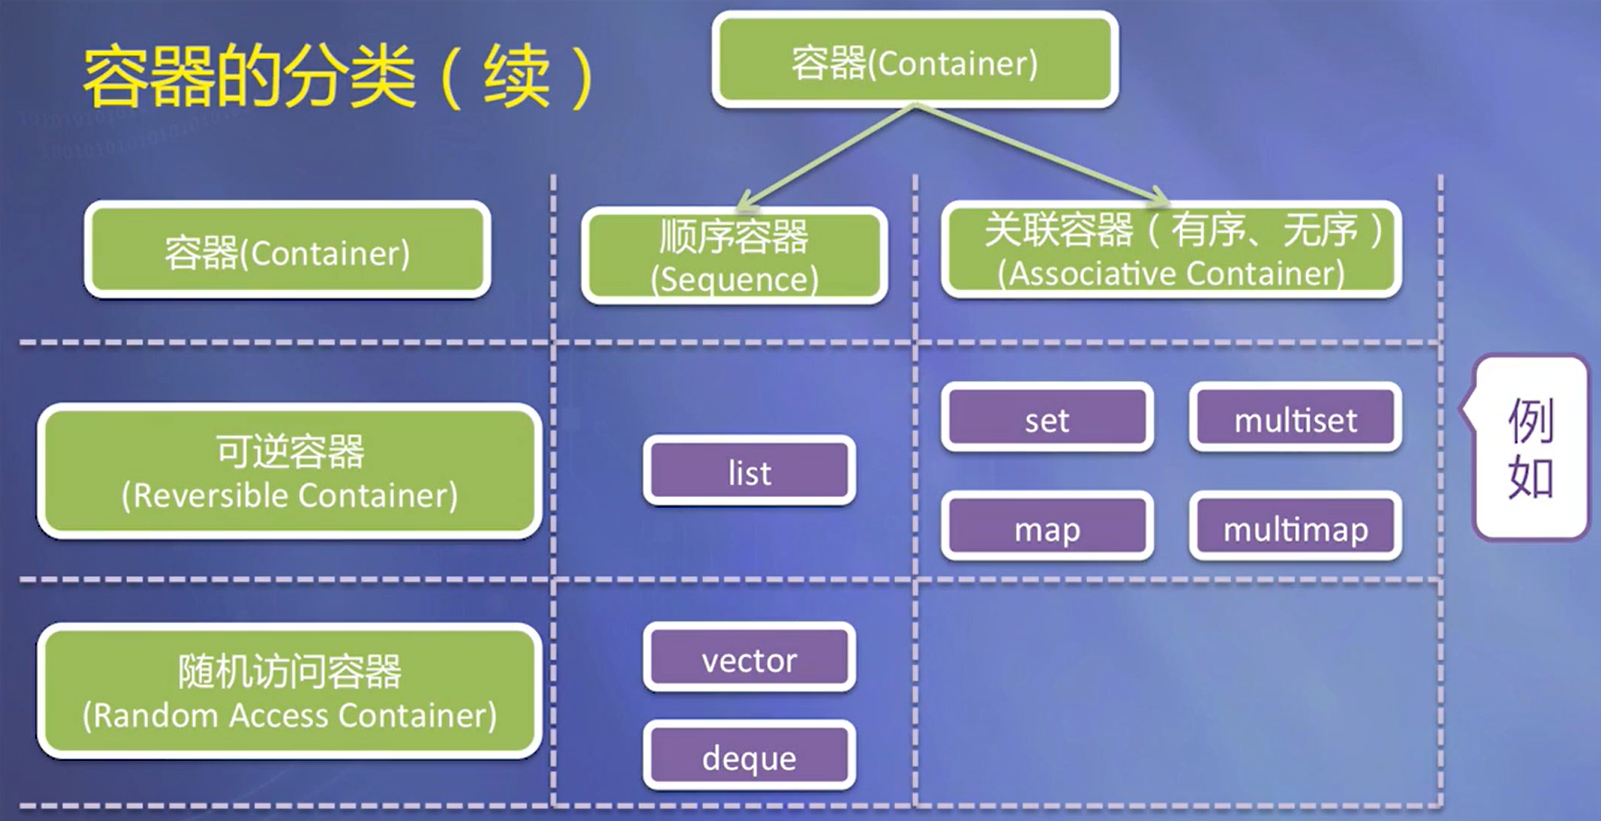 容器的分类（续）
容器(Container)
容器(Container)
顺序容器
(Sequence)
关联容器（有序、无序）
(Associative Container)
可逆容器
(Reversible Container)
list
set
multiset
map
multimap
例
如
随机访问容器
(Random Access Container)
vector
deque